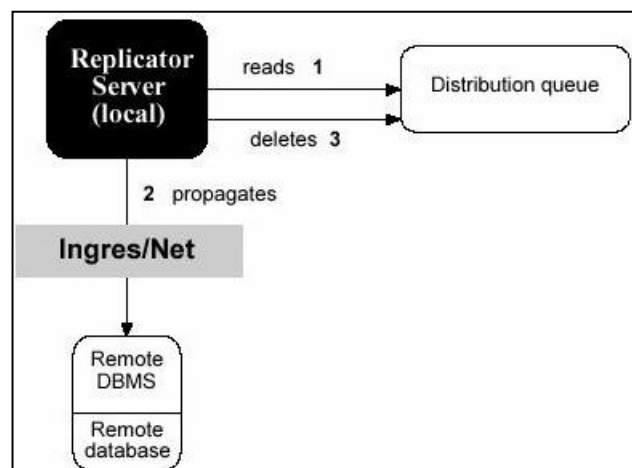 Replicator
Server
(local)
reads 1
Distribution queue
deletes 3
2 propagates
Ingres/Net
Remote
DBMS
Remote
database